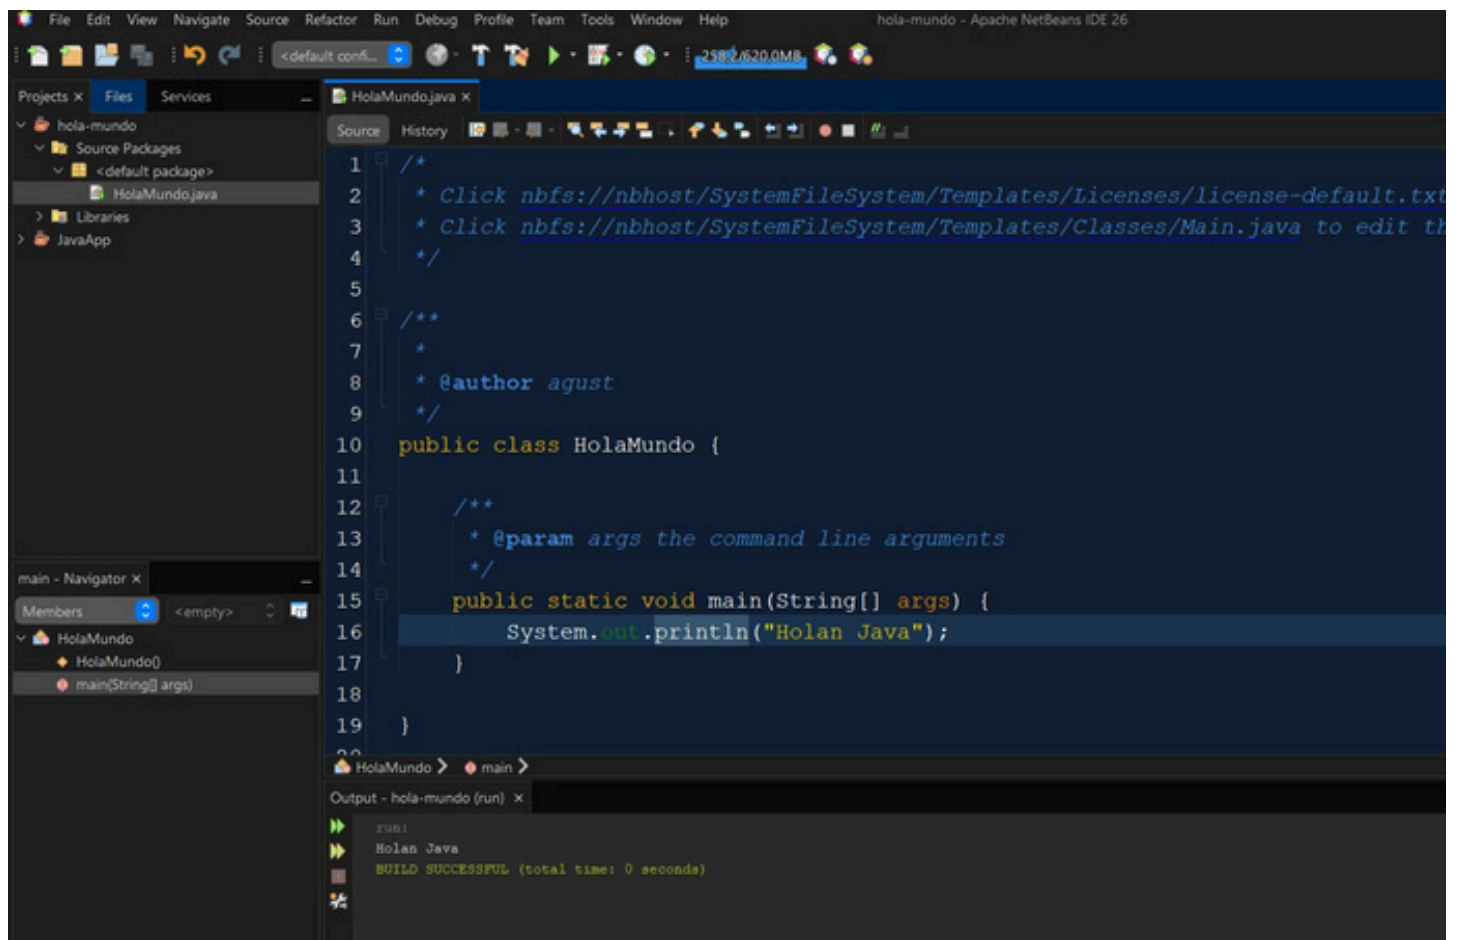 File Edit View Navigate Source Refactor Run Debug Profile Team Tools Window Help hola-mundo - Apache NetBeans IDE 26
<default confi... 258.2/620.0MB
Projects × Files Services
hola-mundo
Source Packages
<default package>
HolaMundo.java
Libraries
JavaApp
HolaMundo.java ×
Source History
1 /*
2 * Click nbfs://nbhost/SystemFileSystem/Templates/Licenses/license-default.txt
3 * Click nbfs://nbhost/SystemFileSystem/Templates/Classes/Main.java to edit th
4 */
5
6 /**
7 *
8 * @author agust
9 */
10 public class HolaMundo {
11
12 /**
13 * @param args the command line arguments
14 */
15 public static void main(String[] args) {
16 System.out.println("Holan Java");
17 }
18
19 }
20
HolaMundo main
main - Navigator ×
Members <empty>
HolaMundo
HolaMundo()
main(String[] args)
Output - hola-mundo (run) ×
run:
Holan Java
BUILD SUCCESSFUL (total time: 0 seconds)